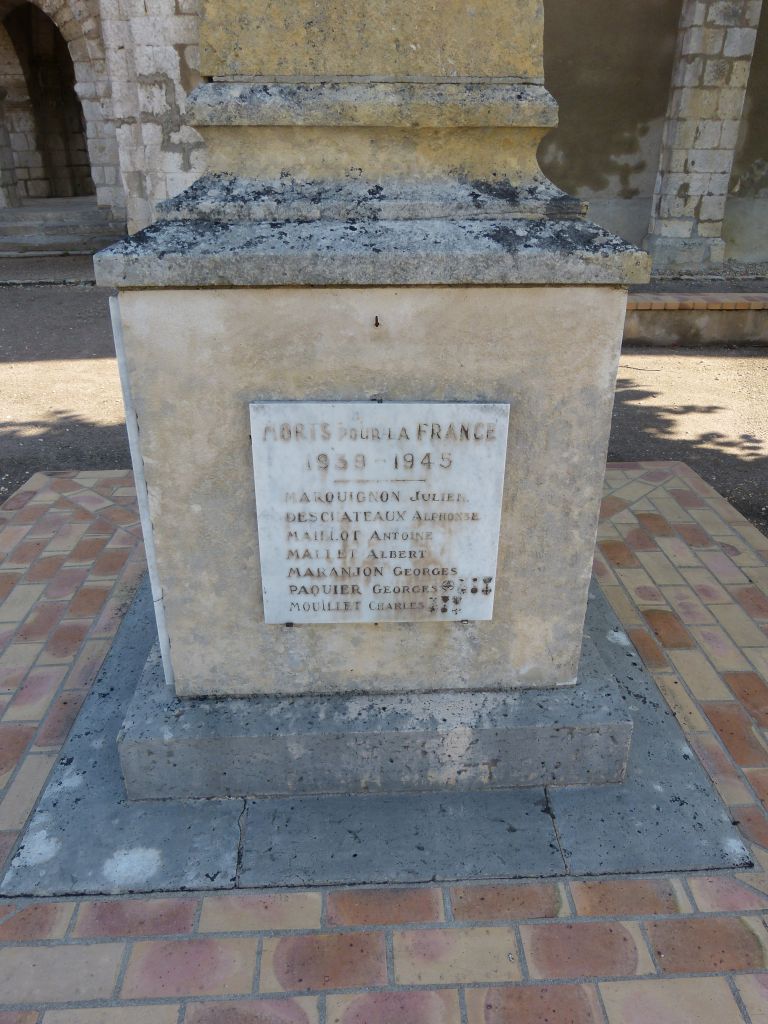 MORTS POUR LA FRANCE
1939 - 1945
MARQUIGNON JULIEN
DESCHATEAUX ALPHONSE
MAILLOT ANTOINE
MALLET ALBERT
MARANJON GEORGES
PAQUIER GEORGES
MOUILLET CHARLES